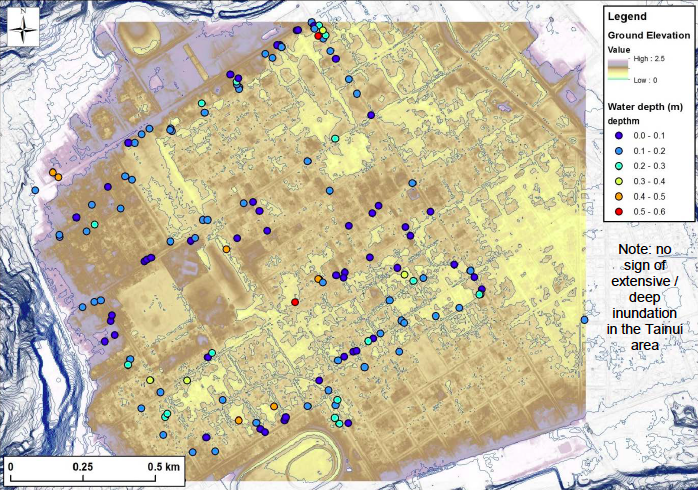 N
Legend
Ground Elevation
Value
High : 2.5
Low : 0
Water depth (m)
depthm
0.0 - 0.1
0.1 - 0.2
0.2 - 0.3
0.3 - 0.4
0.4 - 0.5
0.5 - 0.6
Note: no
sign of
extensive /
deep
inundation
in the Tainui
area
0 0.25 0.5 km